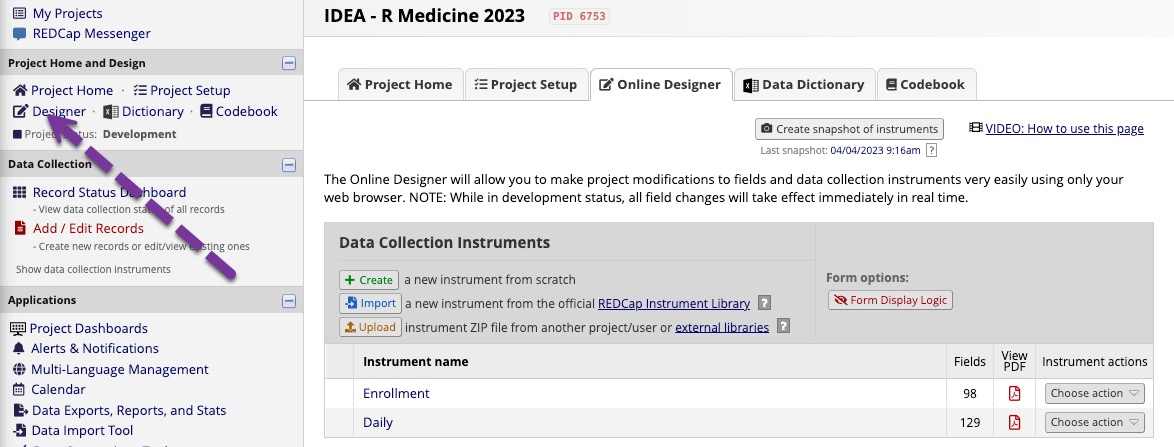 My Projects
REDCap Messenger
Project Home and Design
Project Home · Project Setup
Designer · Dictionary · Codebook
Project Status: Development
Data Collection
Record Status Dashboard
- View data collection status of all records
Add / Edit Records
- Create new records or edit/view existing ones
Show data collection instruments
Applications
Project Dashboards
Alerts & Notifications
Multi-Language Management
Calendar
Data Exports, Reports, and Stats
Data Import Tool
IDEA - R Medicine 2023 PID 6753
Project Home Project Setup Online Designer Data Dictionary Codebook
Create snapshot of instruments VIDEO: How to use this page
Last snapshot: 04/04/2023 9:16am ?
The Online Designer will allow you to make project modifications to fields and data collection instruments very easily using only your
web browser. NOTE: While in development status, all field changes will take effect immediately in real time.
Data Collection Instruments
+ Create a new instrument from scratch
Import a new instrument from the official REDCap Instrument Library ?
Upload instrument ZIP file from another project/user or external libraries ?
Form options:
Form Display Logic
Instrument name Fields View PDF Instrument actions
Enrollment 98 Choose action
Daily 129 Choose action